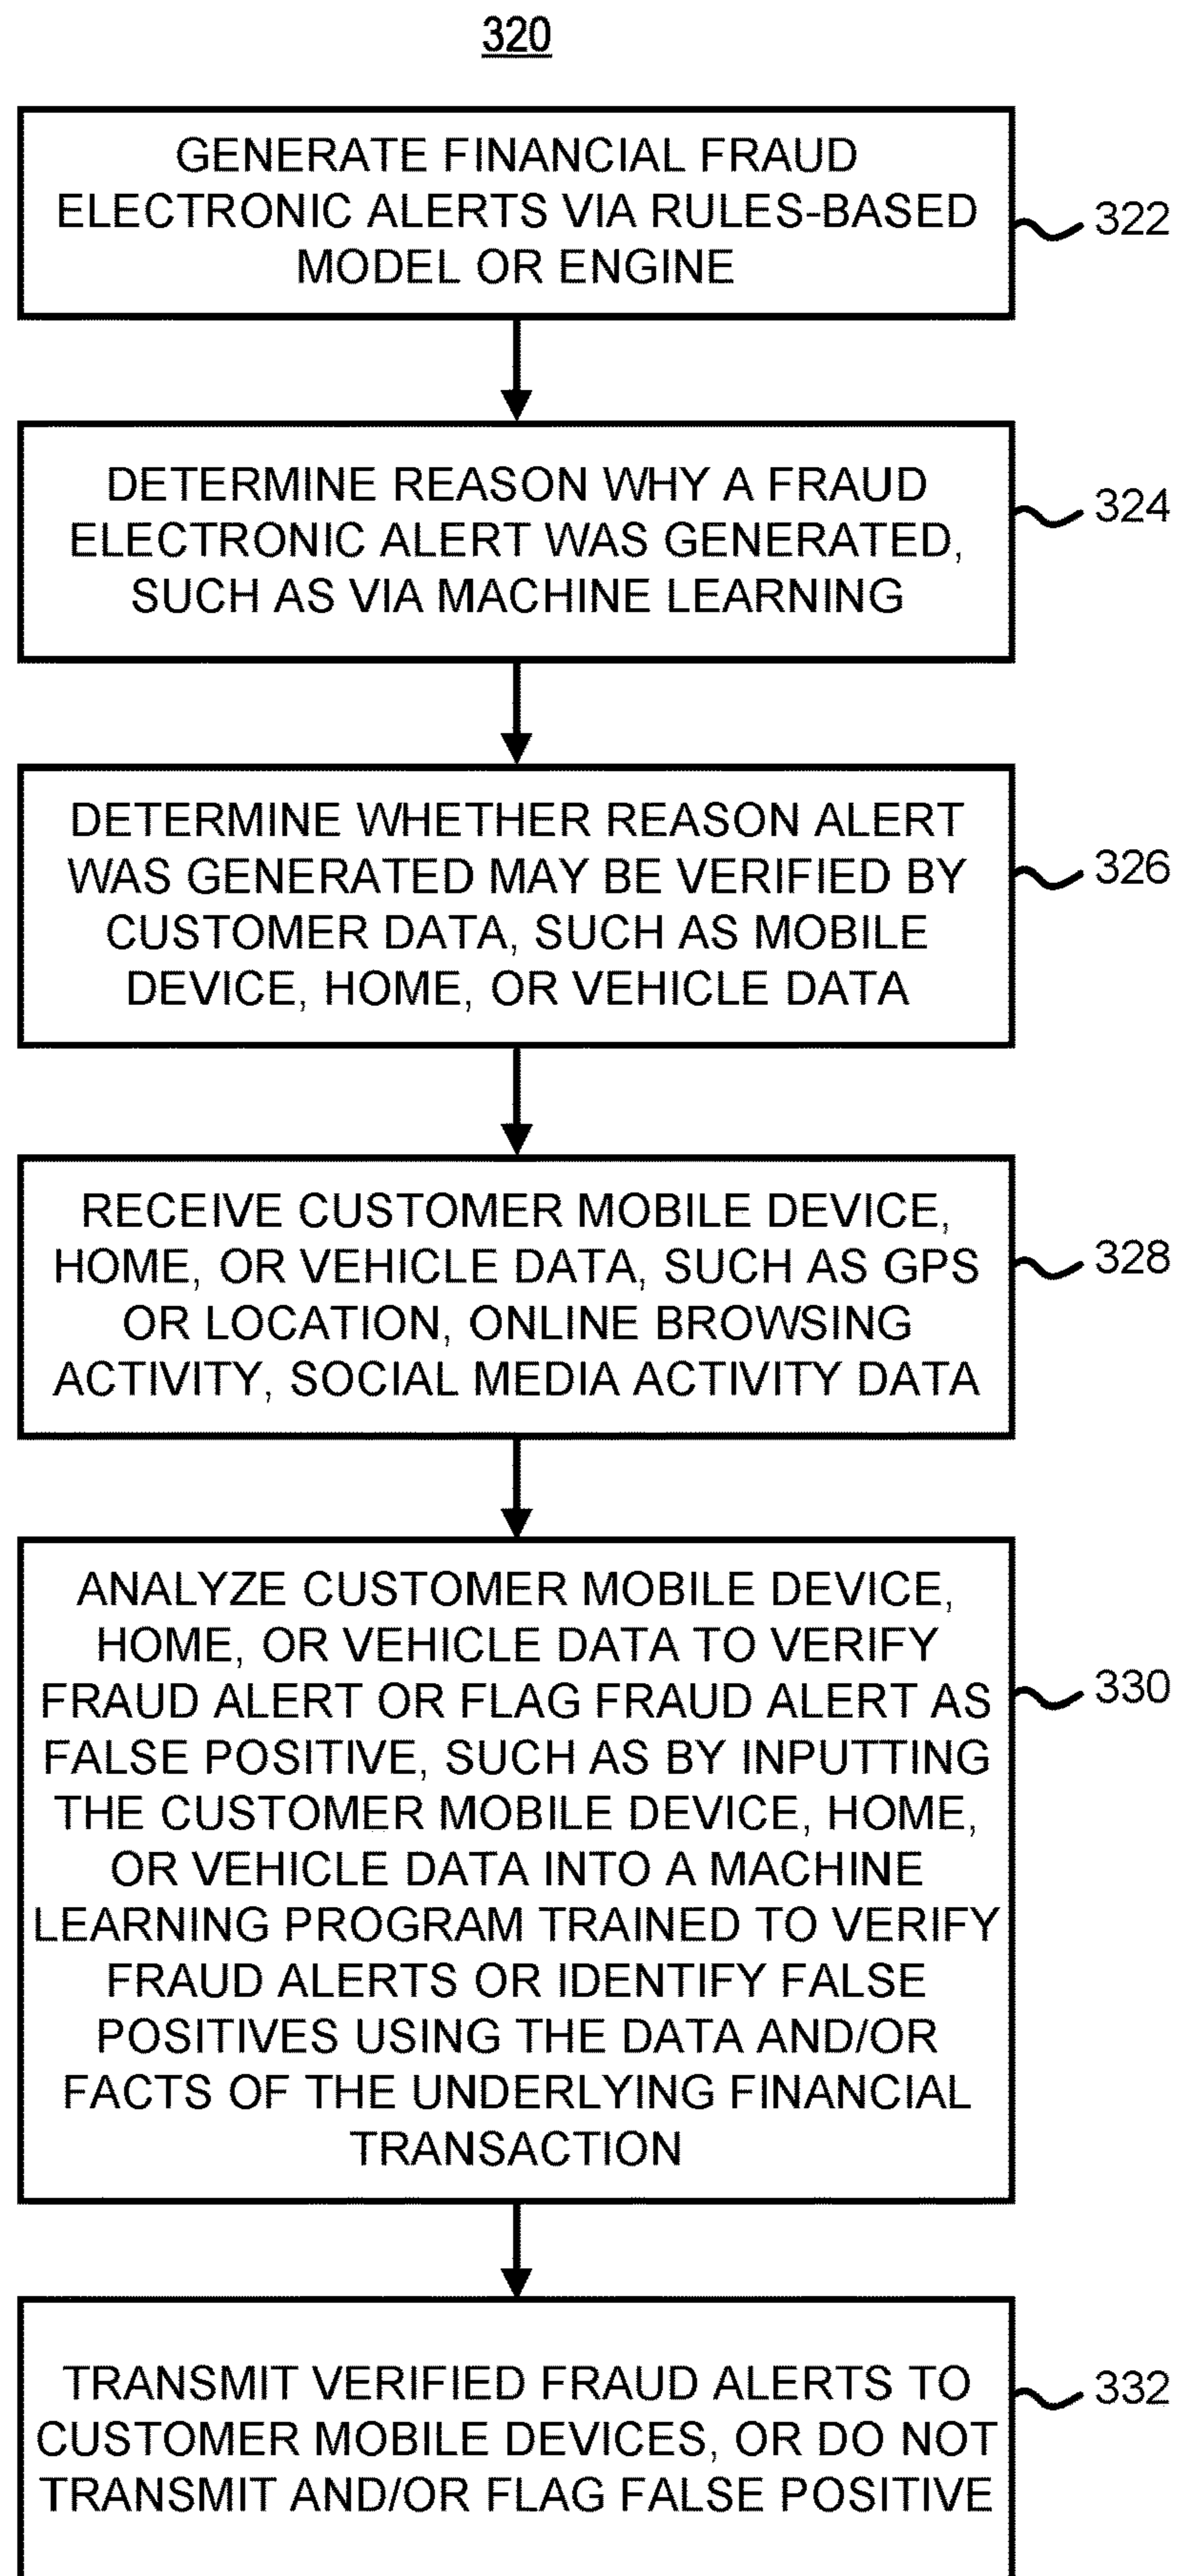 320
GENERATE FINANCIAL FRAUD
ELECTRONIC ALERTS VIA RULES-BASED
MODEL OR ENGINE
322
DETERMINE REASON WHY A FRAUD
ELECTRONIC ALERT WAS GENERATED,
SUCH AS VIA MACHINE LEARNING
324
DETERMINE WHETHER REASON ALERT
WAS GENERATED MAY BE VERIFIED BY
CUSTOMER DATA, SUCH AS MOBILE
DEVICE, HOME, OR VEHICLE DATA
326
RECEIVE CUSTOMER MOBILE DEVICE,
HOME, OR VEHICLE DATA, SUCH AS GPS
OR LOCATION, ONLINE BROWSING
ACTIVITY, SOCIAL MEDIA ACTIVITY DATA
328
ANALYZE CUSTOMER MOBILE DEVICE,
HOME, OR VEHICLE DATA TO VERIFY
FRAUD ALERT OR FLAG FRAUD ALERT AS
FALSE POSITIVE, SUCH AS BY INPUTTING
THE CUSTOMER MOBILE DEVICE, HOME,
OR VEHICLE DATA INTO A MACHINE
LEARNING PROGRAM TRAINED TO VERIFY
FRAUD ALERTS OR IDENTIFY FALSE
POSITIVES USING THE DATA AND/OR
FACTS OF THE UNDERLYING FINANCIAL
TRANSACTION
330
TRANSMIT VERIFIED FRAUD ALERTS TO
CUSTOMER MOBILE DEVICES, OR DO NOT
TRANSMIT AND/OR FLAG FALSE POSITIVE
332